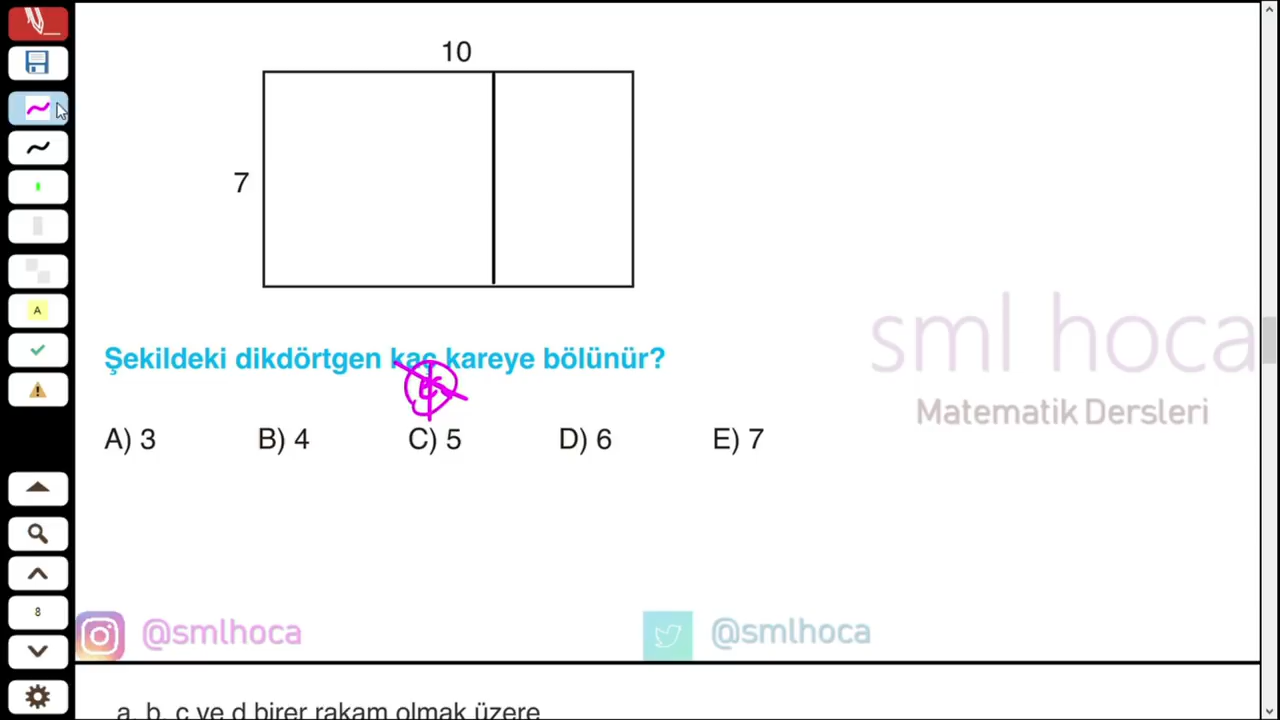 10
7
Şekildeki dikdörtgen kaç kareye bölünür?
A) 3 B) 4 C) 5 D) 6 E) 7
sml hoca
Matematik Dersleri
A
8
@smlhoca @smlhoca
a, b, c ve d birer rakam olmak üzere